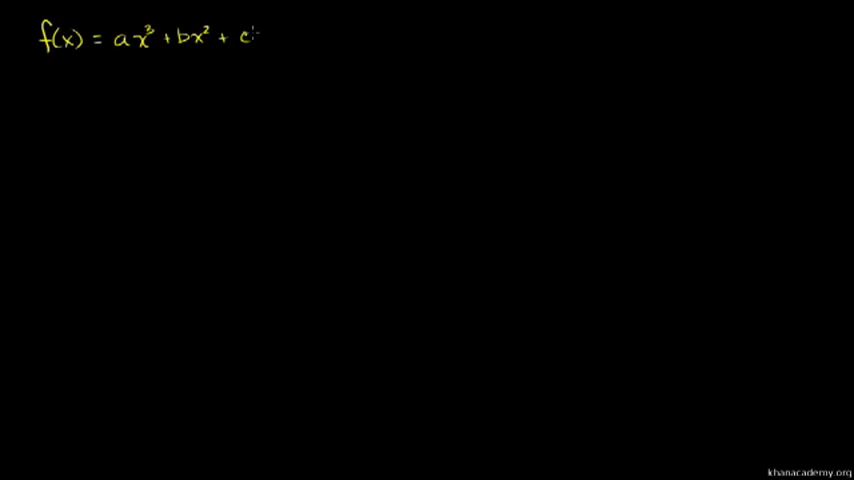 f(x) = ax³ + bx² + c
khanacademy.org